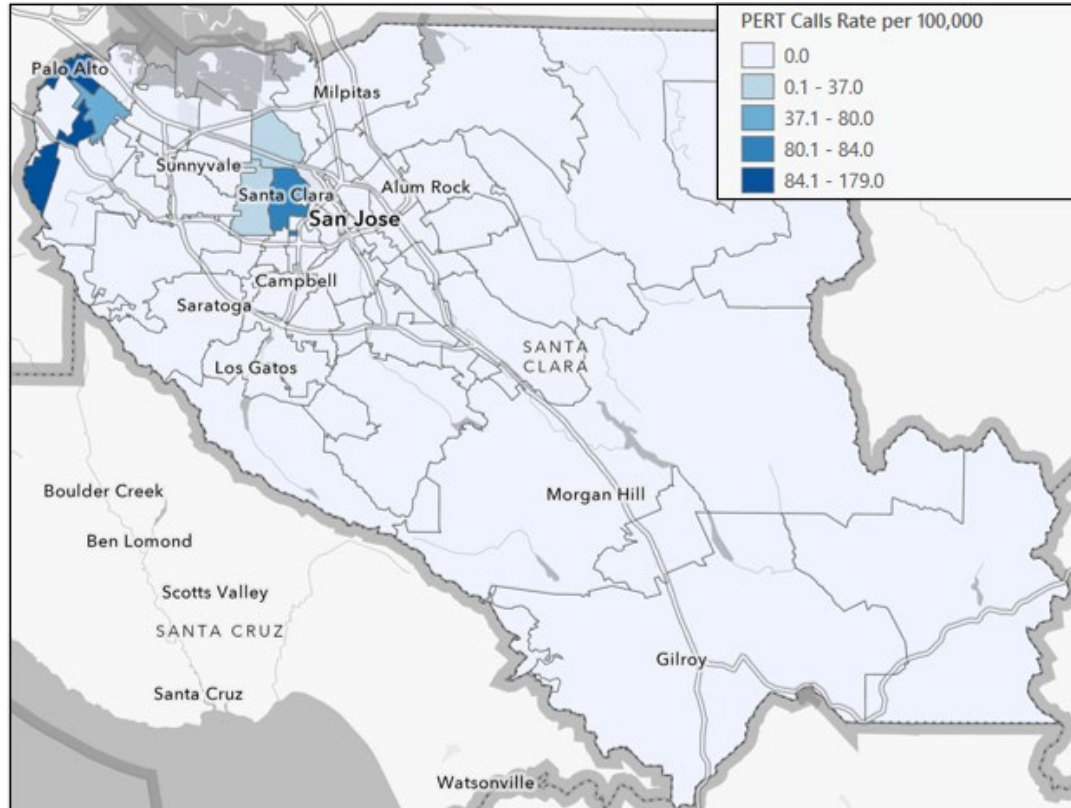 PERT Calls Rate per 100,000
0.0
0.1 - 37.0
37.1 - 80.0
80.1 - 84.0
84.1 - 179.0
Palo Alto
Milpitas
Sunnyvale
Alum Rock
Santa Clara
San Jose
Campbell
Saratoga
SANTA
CLARA
Los Gatos
Boulder Creek
Morgan Hill
Ben Lomond
Scotts Valley
SANTA CRUZ
Gilroy
Santa Cruz
Watsonville